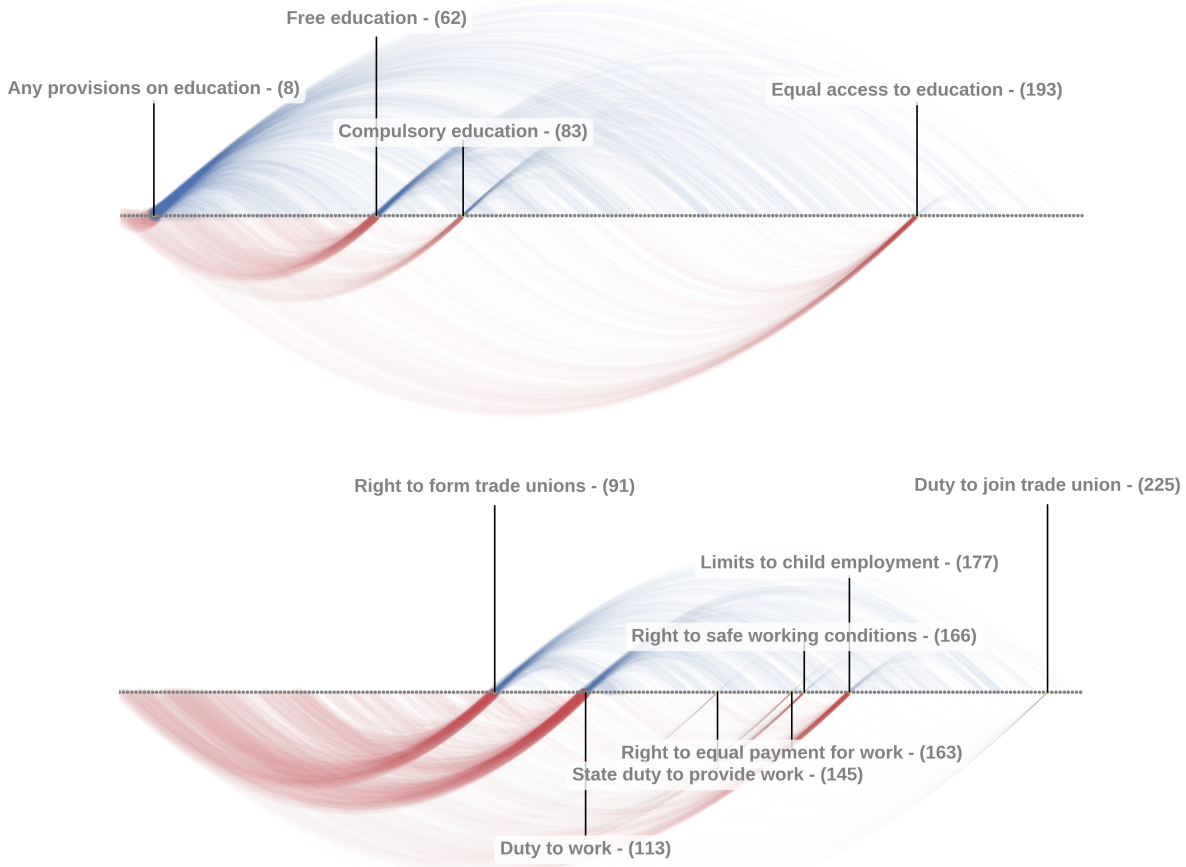 Free education - (62)
Any provisions on education - (8)
Equal access to education - (193)
Compulsory education - (83)
Right to form trade unions - (91)
Duty to join trade union - (225)
Limits to child employment - (177)
Right to safe working conditions - (166)
Right to equal payment for work - (163)
State duty to provide work - (145)
Duty to work - (113)